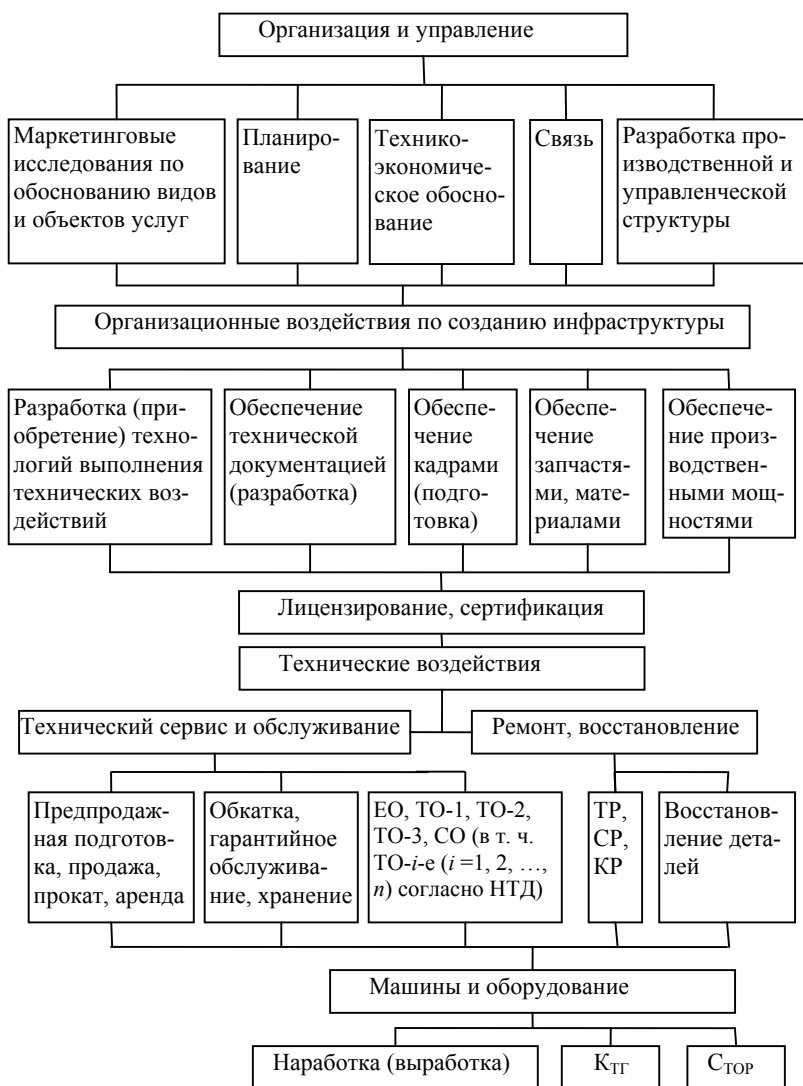 Организация и управление
Маркетинговые
исследования по
обоснованию видов
и объектов услуг
Планиро-
вание
Технико-
экономиче-
ское обосно-
вание
Связь
Разработка про-
изводственной и
управленческой
структуры
Организационные воздействия по созданию инфраструктуры
Разработка (при-
обретение) техно-
логий выполнения
технических воз-
действий
Обеспечение
технической
документацией
(разработка)
Обеспе-
чение
кадрами
(подго-
товка)
Обеспе-
чение
запчастя-
ми, мате-
риалами
Обеспече-
ние произ-
водствен-
ными мощ-
ностями
Лицензирование, сертификация
Технические воздействия
Технический сервис и обслуживание
Ремонт, восстановление
Предпродаж-
ная подготов-
ка, продажа,
прокат, аренда
Обкатка,
гарантийное
обслужива-
ние, хранение
ЕО, ТО-1, ТО-2,
ТО-3, СО (в т. ч.
ТО-i-е (i =1, 2, …,
n) согласно НТД)
ТР,
СР,
КР
Восстанов-
ление де-
талей
Машины и оборудование
Наработка (выработка)
КТГ
СТОР